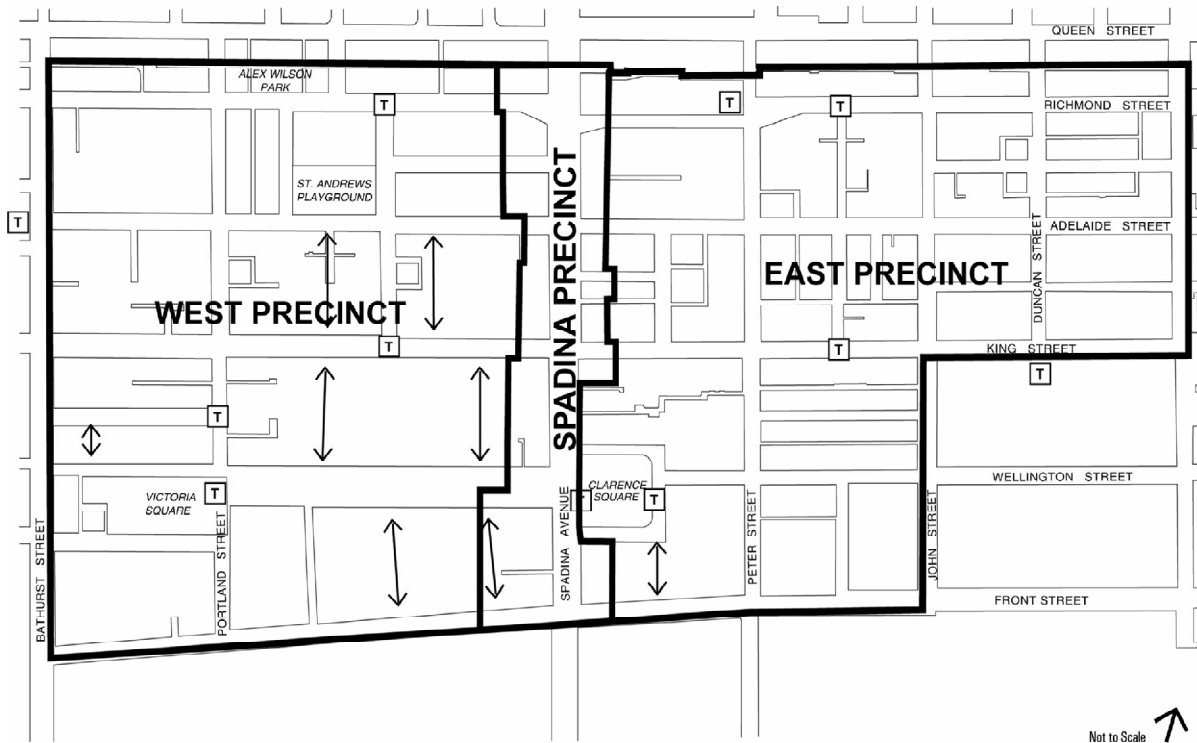 QUEEN STREET
ALEX WILSON
PARK
T
T
T
RICHMOND STREET
ST. ANDREWS
PLAYGROUND
T
ADELAIDE STREET
SPADINA PRECINCT
EAST PRECINCT
DUNCAN STREET
WEST PRECINCT
T
T
KING STREET
T
T
WELLINGTON STREET
VICTORIA
SQUARE
T
CLARENCE
SQUARE
T
BATHURST STREET
PORTLAND STREET
SPADINA AVENUE
PETER STREET
JOHN STREET
FRONT STREET
Not to Scale